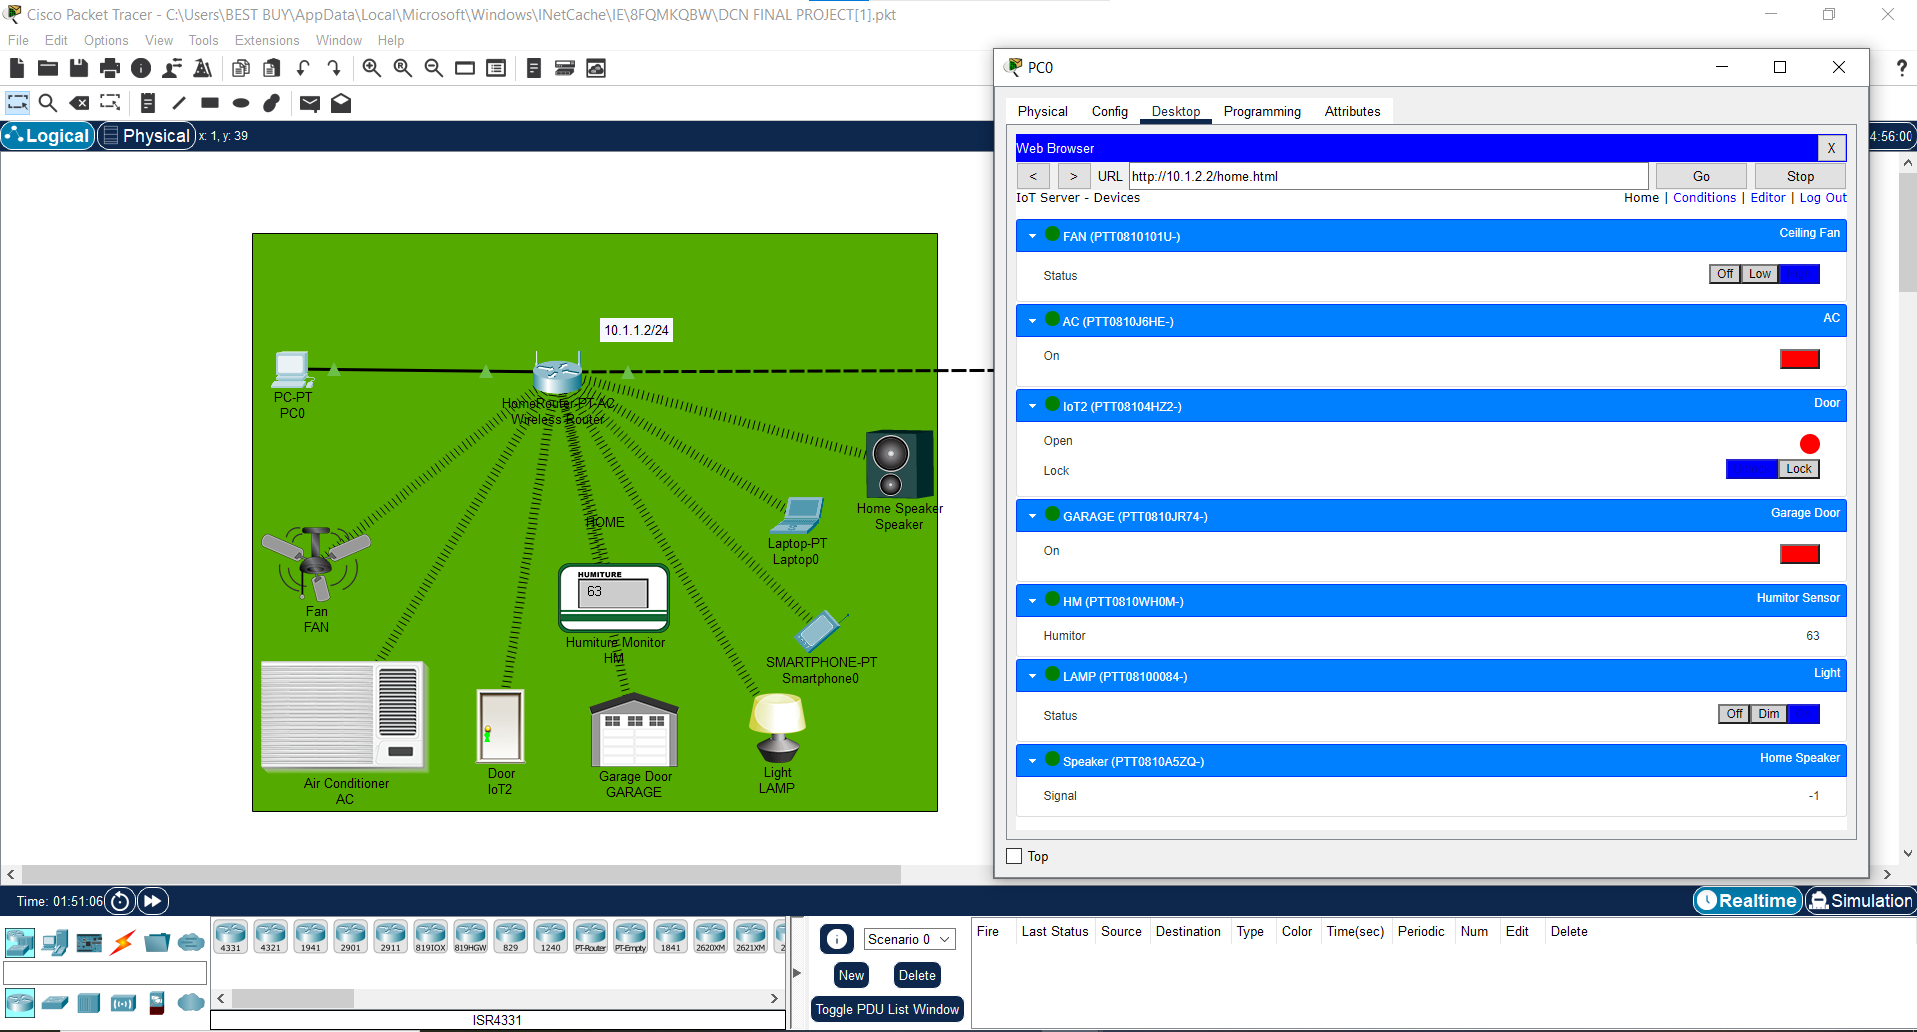 Cisco Packet Tracer - C:\Users\BEST BUY\AppData\Local\Microsoft\Windows\INetCache\IE\8FQMKQBW\DCN FINAL PROJECT[1].pkt
File Edit Options View Tools Extensions Window Help
Logical Physical x: 1, y: 39
4:56:00
10.1.1.2/24
PC-PT
PC0
HomeRouter-PT-AC
Wireless Router
Home Speaker
Speaker
HOME
Laptop-PT
Laptop0
Fan
FAN
HUMITURE
63
Humiture Monitor
HM
SMARTPHONE-PT
Smartphone0
Air Conditioner
AC
Door
IoT2
Garage Door
GARAGE
Light
LAMP
PC0
Physical Config Desktop Programming Attributes
Web Browser X
< > URL http://10.1.2.2/home.html Go Stop
IoT Server - Devices Home | Conditions | Editor | Log Out
FAN (PTT0810101U-) Ceiling Fan
Status Off Low
AC (PTT0810J6HE-) AC
On
IoT2 (PTT08104HZ2-) Door
Open
Lock Lock
GARAGE (PTT0810JR74-) Garage Door
On
HM (PTT0810WH0M-) Humitor Sensor
Humitor 63
LAMP (PTT08100084-) Light
Status Off Dim
Speaker (PTT0810A5ZQ-) Home Speaker
Signal -1
Top
Time: 01:51:06
Realtime Simulation
4331 4321 1941 2901 2911 819IOX 819HGW 829 1240 PT-Router PT-Empty 1841 2620XM 2621XM 2
ISR4331
Scenario 0
New Delete
Toggle PDU List Window
Fire Last Status Source Destination Type Color Time(sec) Periodic Num Edit Delete